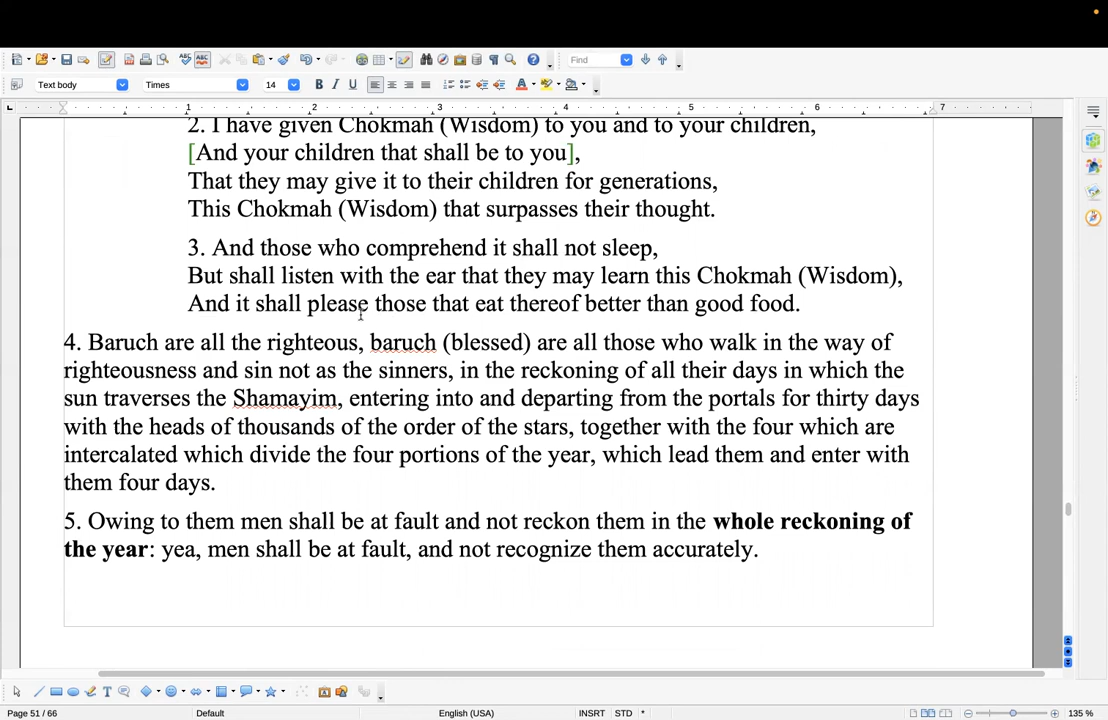 Find
Text body
Times
14
1
2
3
4
5
6
7
2. I have given Chokmah (Wisdom) to you and to your children,
[And your children that shall be to you],
That they may give it to their children for generations,
This Chokmah (Wisdom) that surpasses their thought.
3. And those who comprehend it shall not sleep,
But shall listen with the ear that they may learn this Chokmah (Wisdom),
And it shall please those that eat thereof better than good food.
4. Baruch are all the righteous, baruch (blessed) are all those who walk in the way of
righteousness and sin not as the sinners, in the reckoning of all their days in which the
sun traverses the Shamayim, entering into and departing from the portals for thirty days
with the heads of thousands of the order of the stars, together with the four which are
intercalated which divide the four portions of the year, which lead them and enter with
them four days.
5. Owing to them men shall be at fault and not reckon them in the whole reckoning of
the year: yea, men shall be at fault, and not recognize them accurately.
Page 51 / 66
Default
English (USA)
INSRT
STD
*
135 %